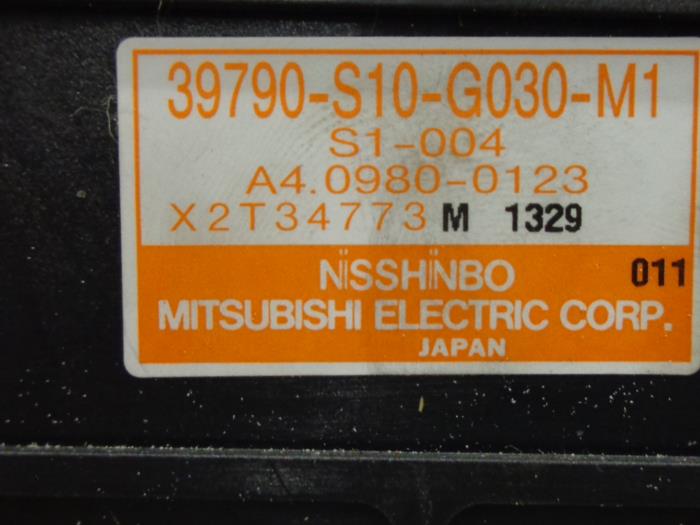 39790-S10-G030-M1
S1-004
A4.0980-0123
X2T34773 M 1329
NiSSHiNBO 011
MITSUBISHI ELECTRIC CORP.
JAPAN